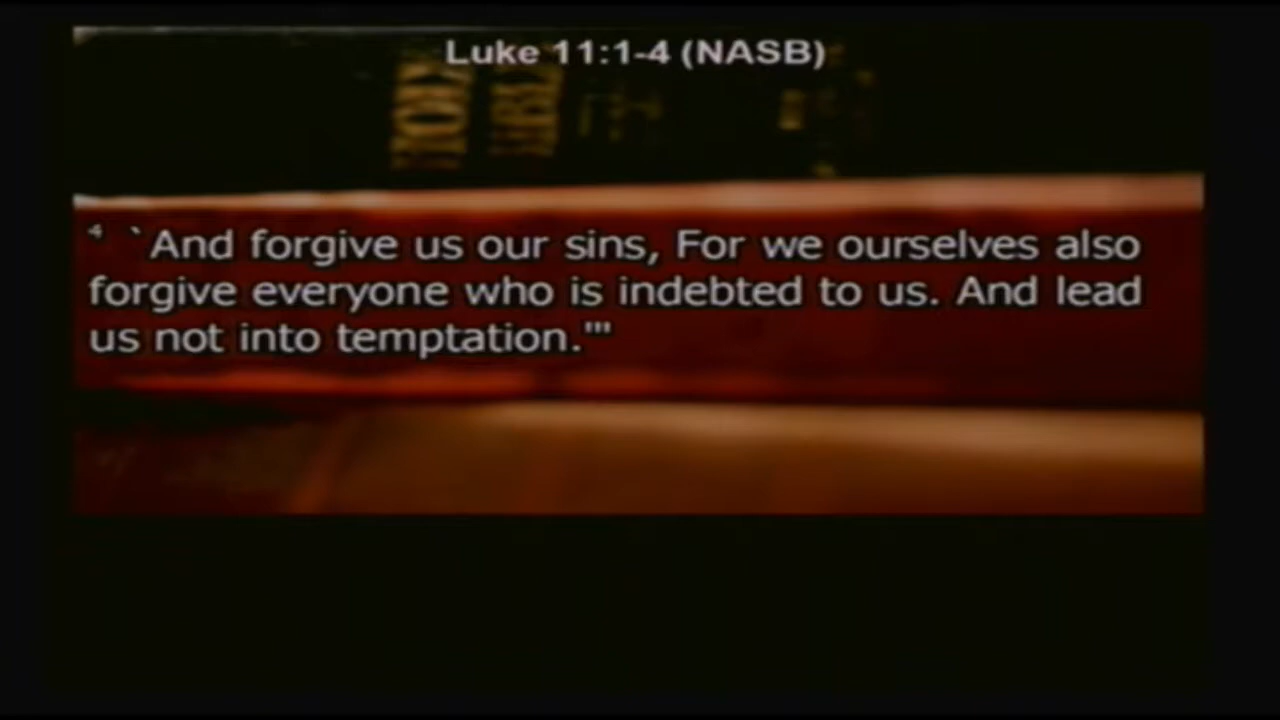 Luke 11:1-4 (NASB)
4 `And forgive us our sins, For we ourselves also
forgive everyone who is indebted to us. And lead
us not into temptation.'"